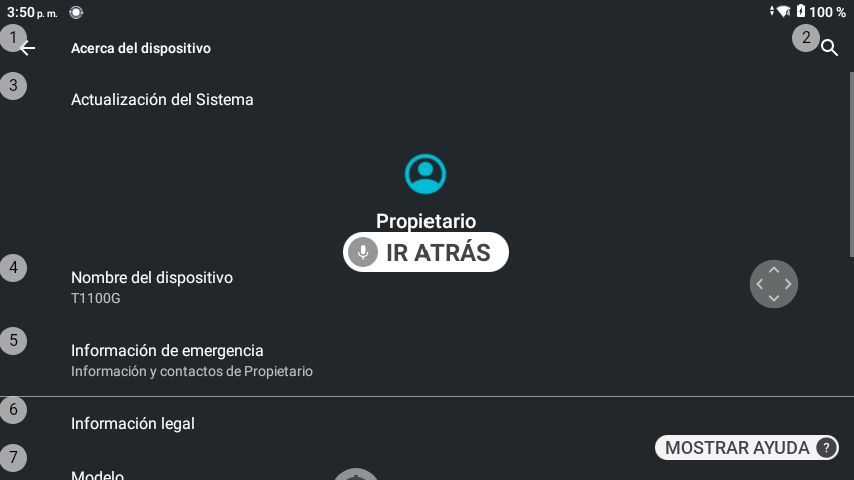 3:50 p. m.
100 %
1
Acerca del dispositivo
2
3
Actualización del Sistema
Propietario
IR ATRÁS
4
Nombre del dispositivo
T1100G
5
Información de emergencia
Información y contactos de Propietario
6
Información legal
MOSTRAR AYUDA ?
7
Modelo